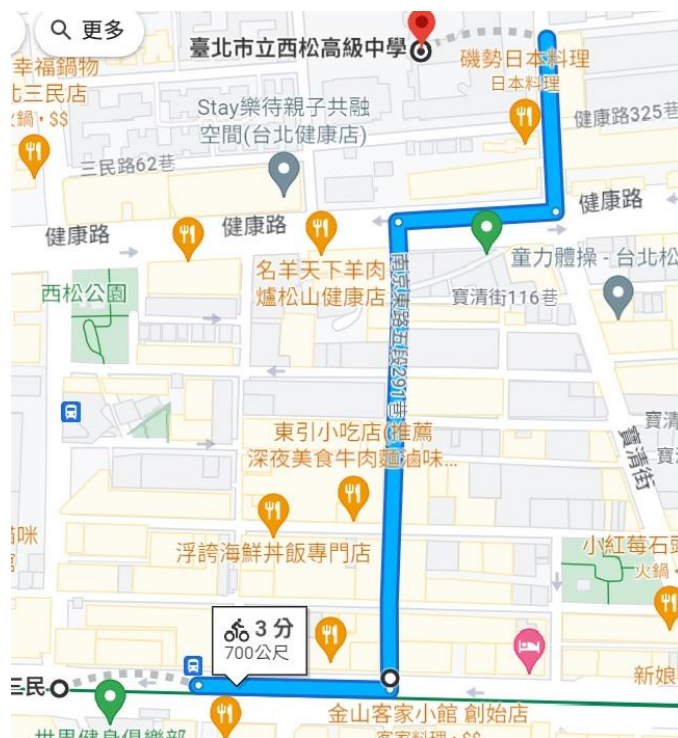 更多
臺北市立西松高級中學
幸福鍋物
北三民店
火鍋・$$
磯勢日本料理
日本料理
Stay樂待親子共融
空間(台北健康店)
健康路325巷
三民路62巷
健康路
健康路
健康路
名羊天下羊肉
爐松山健康店
童力體操 - 台北松
西松公園
寶清街116巷
南京東路五段291巷
東引小吃店(推薦
深夜美食牛肉麵滷味...
寶清街
寶清
寶
浮誇海鮮丼飯專門店
小紅莓石頭
火鍋・
3 分
700公尺
三民
新娘
金山客家小館 創始店
客家料理・$$
世界健身俱樂部